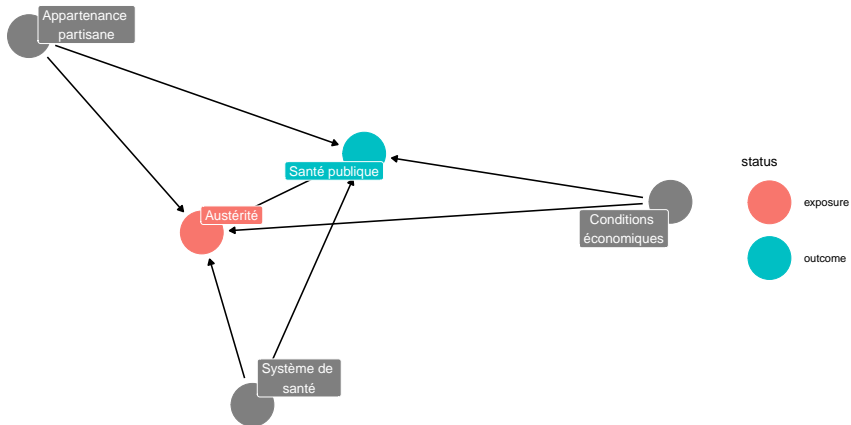 Appartenance
partisane
Santé publique
Austérité
Conditions
économiques
Système de
santé
status
exposure
outcome